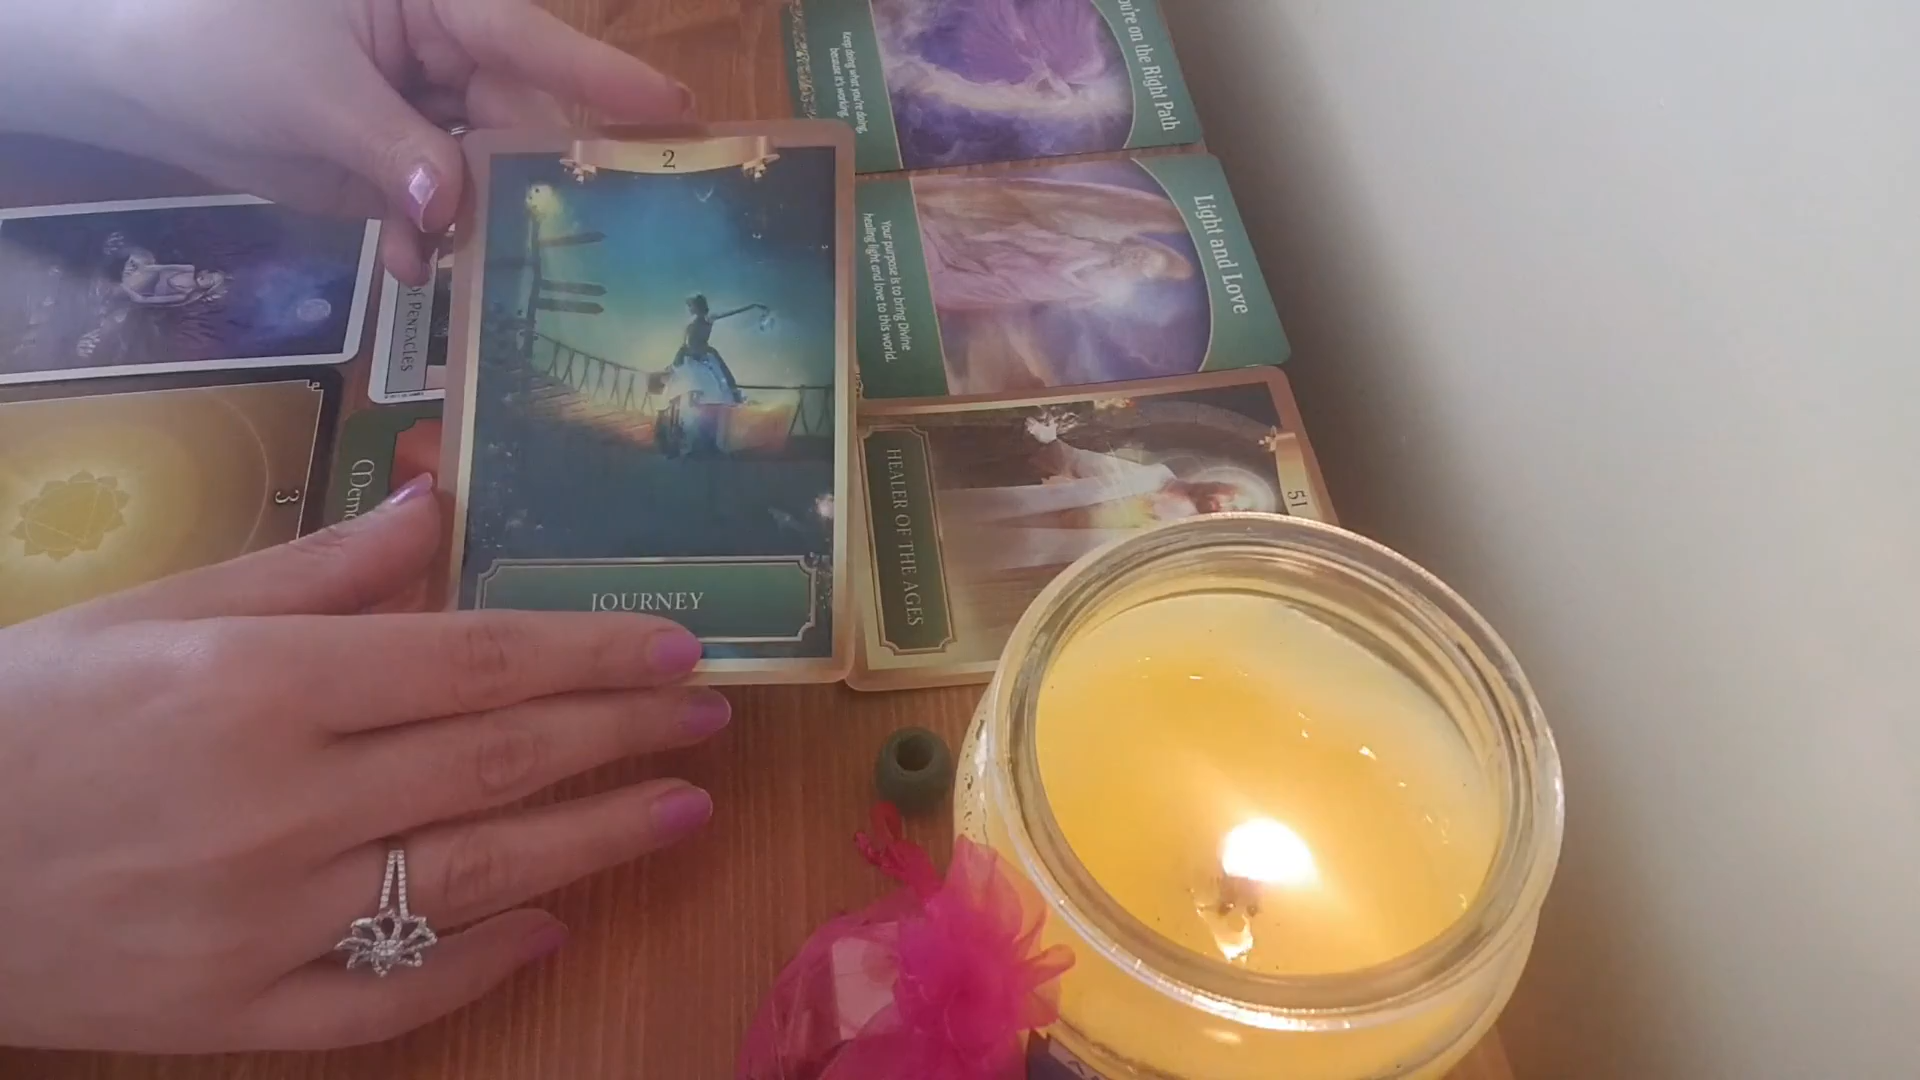 You're on the Right Path
Keep doing what you're doing,
because it's working.
Light and Love
Your purpose is to bring Divine
healing light and love to this world.
2
JOURNEY
51
HEALER OF THE AGES
of Pentacles
3